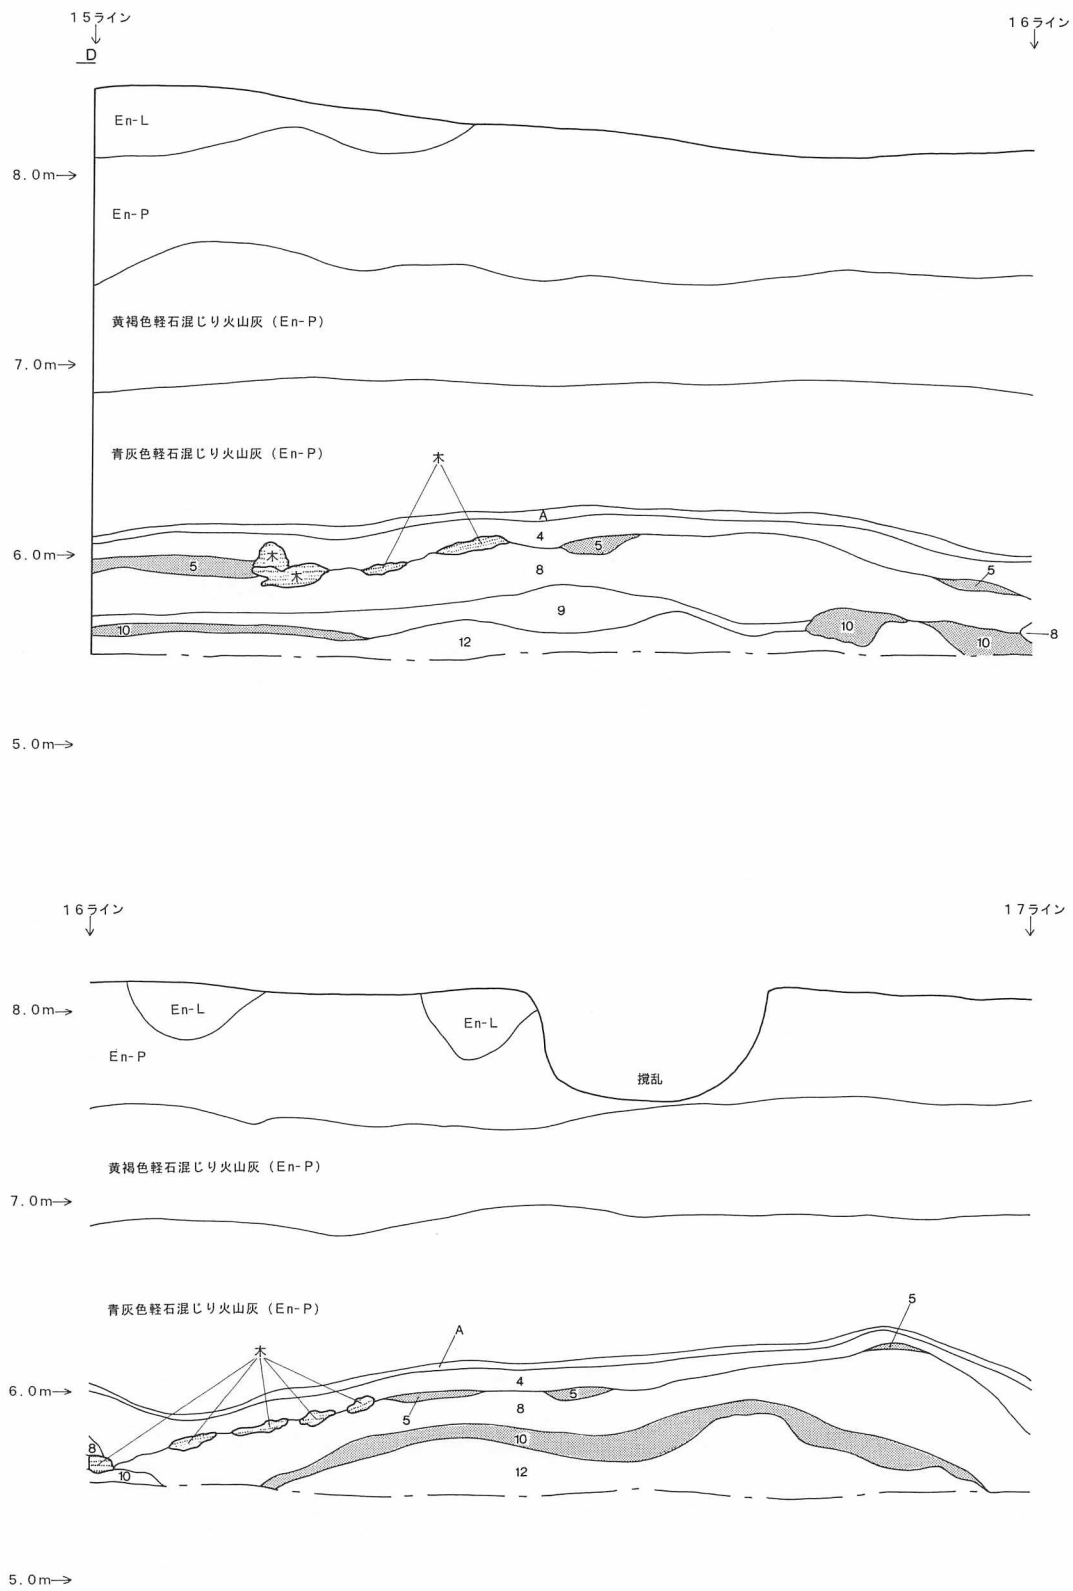 15ライン
16ライン
D
En-L
8.0m
En-P
黄褐色軽石混じり火山灰 (En-P)
7.0m
青灰色軽石混じり火山灰 (En-P)
木
A
4
6.0m
木
5
5
木
8
5
9
10
10
8
12
10
5.0m
16ライン
17ライン
En-L
8.0m
En-L
En-P
撹乱
黄褐色軽石混じり火山灰 (En-P)
7.0m
青灰色軽石混じり火山灰 (En-P)
5
A
木
4
6.0m
5
5
8
10
8
12
10
5.0m